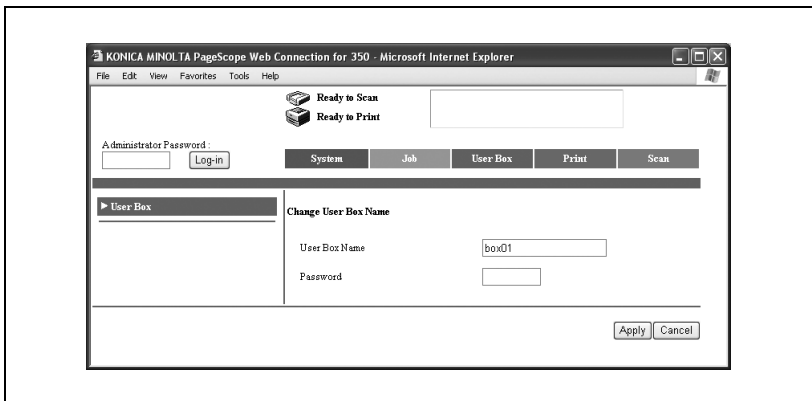 KONICA MINOLTA PageScope Web Connection for 350 - Microsoft Internet Explorer
File Edit View Favorites Tools Help
Ready to Scan
Ready to Print
Administrator Password :
Log-in
System Job User Box Print Scan
User Box
Change User Box Name
User Box Name box01
Password
Apply Cancel